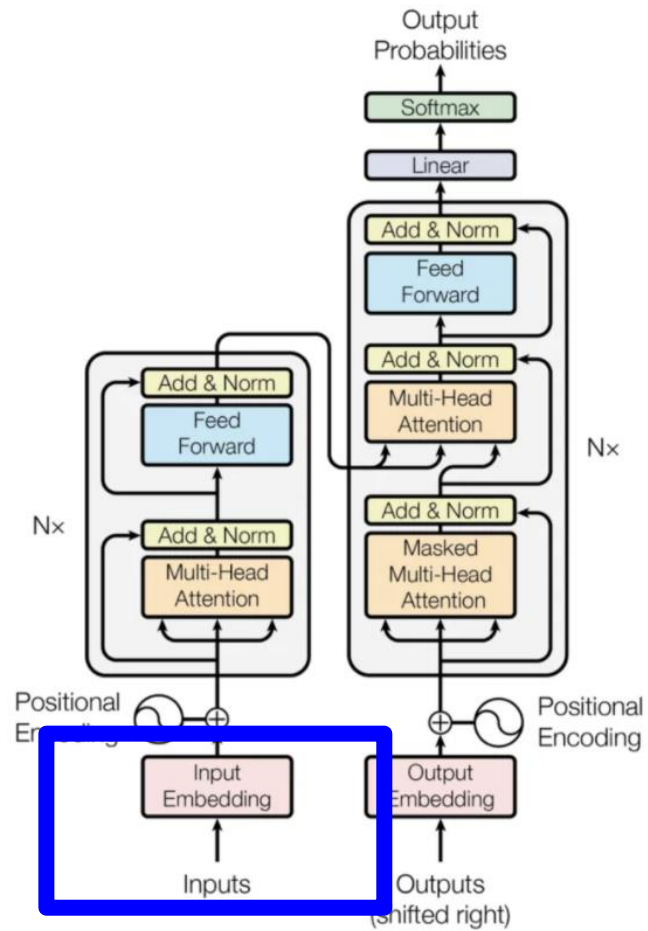 Output
Probabilities
Softmax
Linear
Add & Norm
Feed
Forward
Add & Norm
Multi-Head
Attention
Add & Norm
Masked
Multi-Head
Attention
Nx
Add & Norm
Feed
Forward
Add & Norm
Multi-Head
Attention
Nx
Positional
Encoding
Positional
Encoding
Input
Embedding
Output
Embedding
Inputs
Outputs
(shifted right)